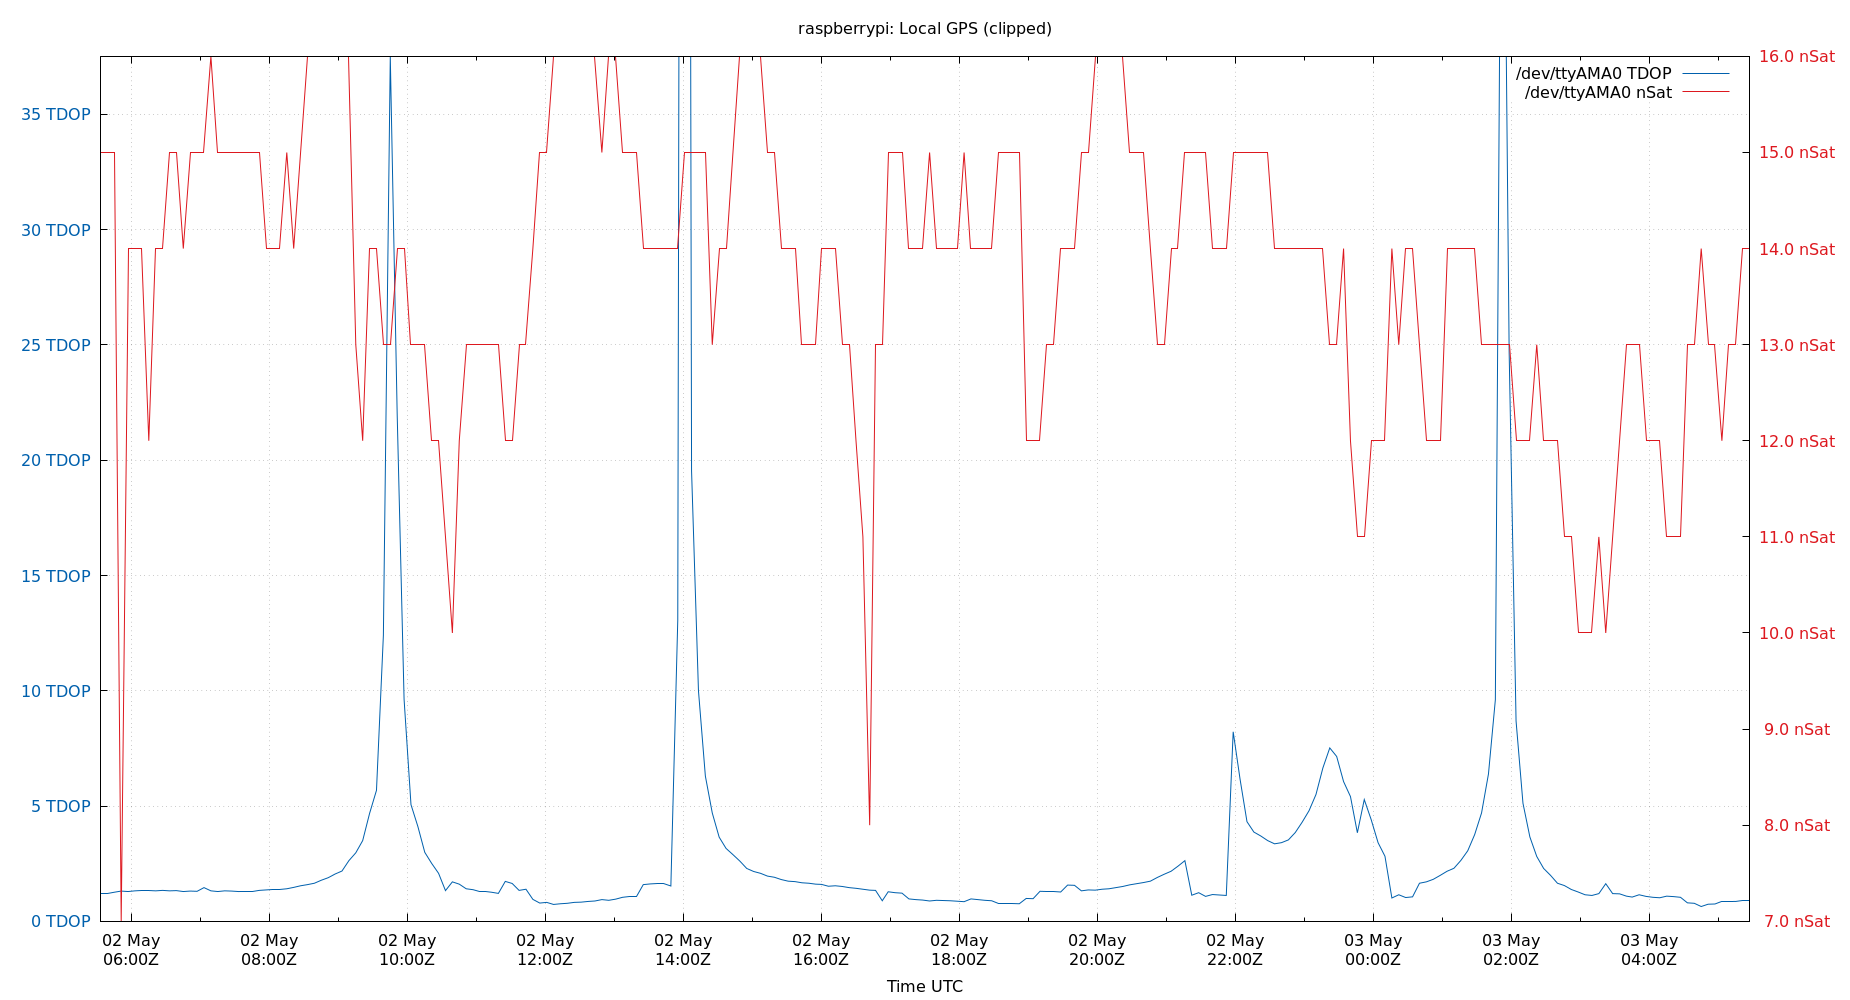 raspberrypi: Local GPS (clipped)
/dev/ttyAMA0 TDOP
/dev/ttyAMA0 nSat
35 TDOP
30 TDOP
25 TDOP
20 TDOP
15 TDOP
10 TDOP
5 TDOP
0 TDOP
16.0 nSat
15.0 nSat
14.0 nSat
13.0 nSat
12.0 nSat
11.0 nSat
10.0 nSat
9.0 nSat
8.0 nSat
7.0 nSat
02 May 02 May 02 May 02 May 02 May 02 May 02 May 02 May 02 May 03 May 03 May 03 May
06:00Z 08:00Z 10:00Z 12:00Z 14:00Z 16:00Z 18:00Z 20:00Z 22:00Z 00:00Z 02:00Z 04:00Z
Time UTC